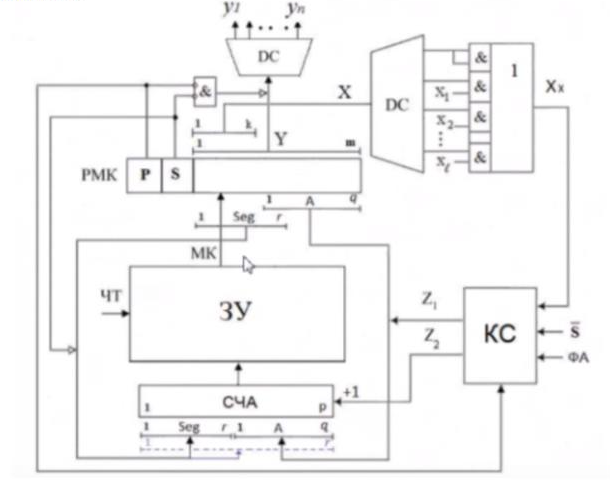 y1 yn
DC
&
X
DC
& 1
x1 &
x2 &
⋮
xℓ &
Xx
1 k
1 Y m
РМК P S
1 A q
1 Seg r
МК
ЧТ
ЗУ
Z1
Z2
КС
S̄
ФА
+1
1 СЧА p
1 Seg r 1 A q
1 r